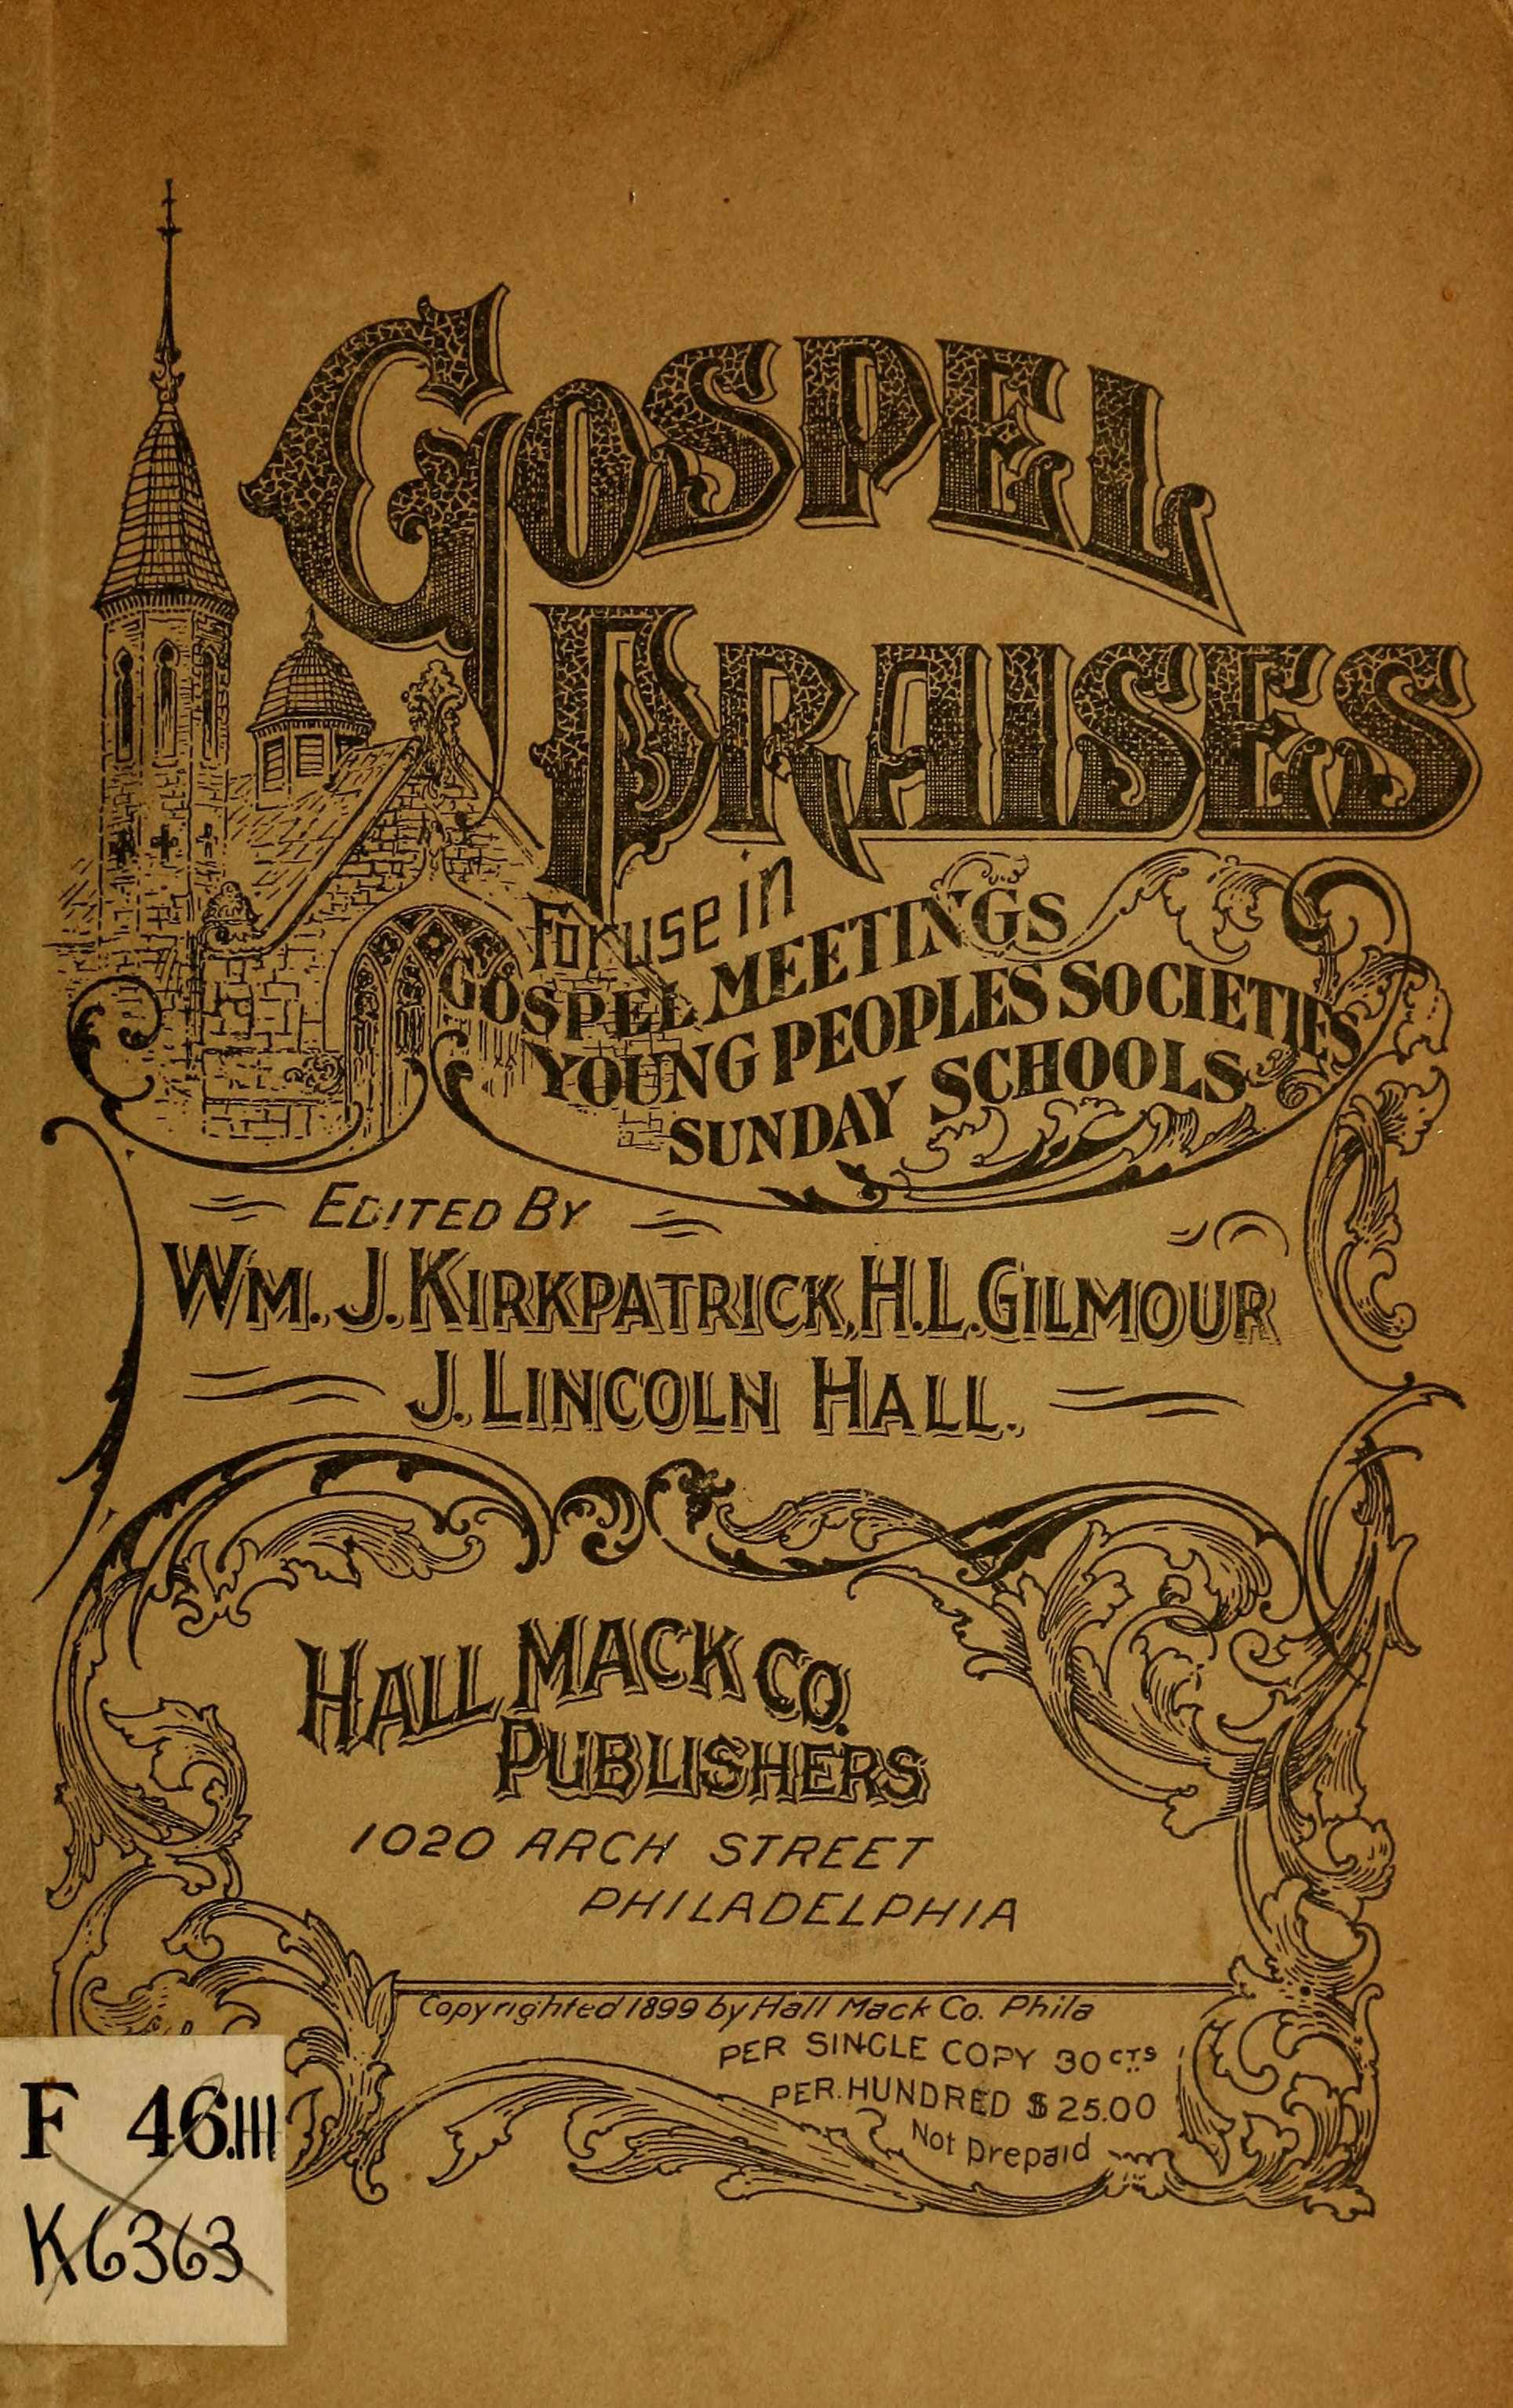 GOSPEL
PRAISES
For use in
GOSPEL MEETINGS
YOUNG PEOPLES SOCIETIES
SUNDAY SCHOOLS
EDITED BY
WM. J. KIRKPATRICK, H. L. GILMOUR
J. LINCOLN HALL.
HALL MACK CO.
PUBLISHERS
1020 ARCH STREET
PHILADELPHIA
Copyrighted 1899 by Hall Mack Co. Phila
PER SINGLE COPY 30 CTS
PER. HUNDRED $25.00
Not prepaid
F 46.111
K6363